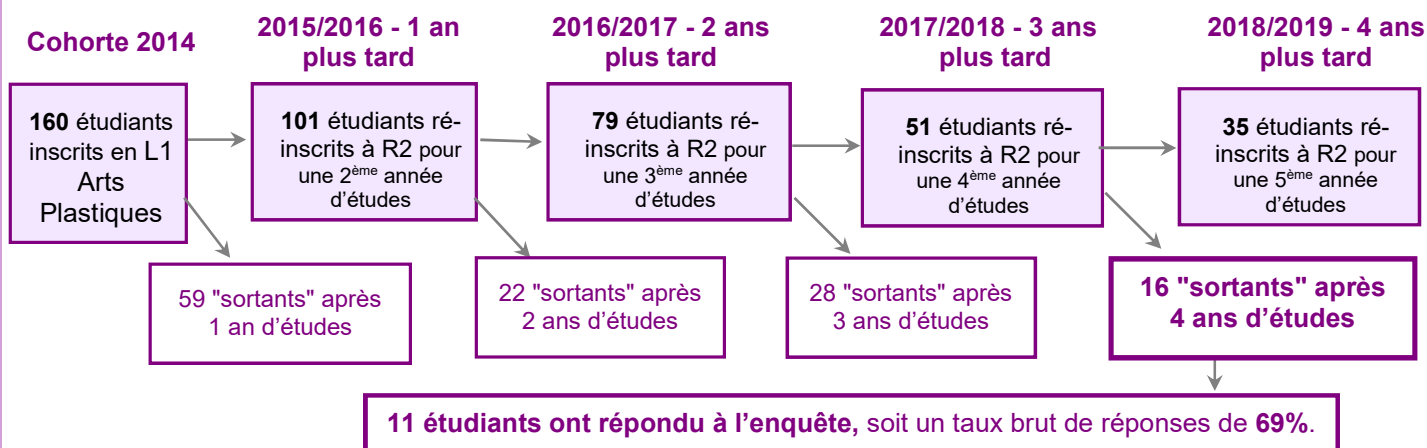 Cohorte 2014
2015/2016 - 1 an
plus tard
2016/2017 - 2 ans
plus tard
2017/2018 - 3 ans
plus tard
2018/2019 - 4 ans
plus tard
160 étudiants
inscrits en L1
Arts
Plastiques
101 étudiants ré-
inscrits à R2 pour
une 2ème année
d’études
79 étudiants ré-
inscrits à R2 pour
une 3ème année
d’études
51 étudiants ré-
inscrits à R2 pour
une 4ème année
d’études
35 étudiants ré-
inscrits à R2 pour
une 5ème année
d’études
59 "sortants" après
1 an d’études
22 "sortants" après
2 ans d’études
28 "sortants" après
3 ans d’études
16 "sortants" après
4 ans d’études
11 étudiants ont répondu à l’enquête, soit un taux brut de réponses de 69%.